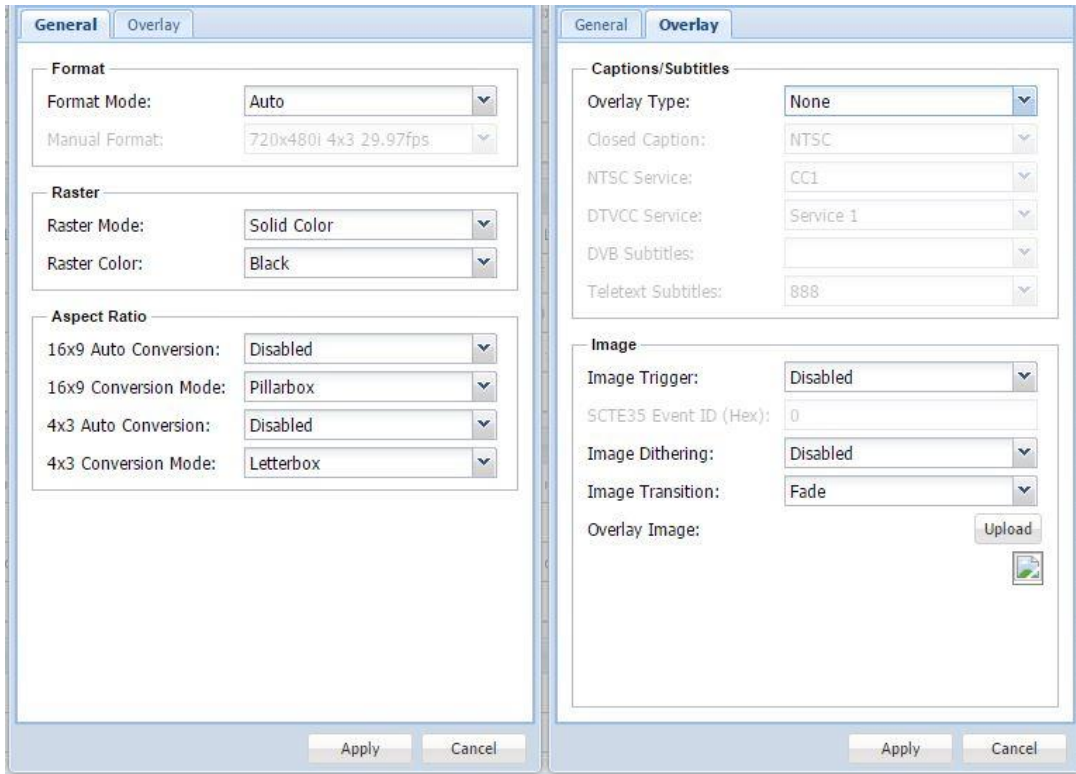 General Overlay
Format
Format Mode: Auto
Manual Format: 720x480i 4x3 29.97fps
Raster
Raster Mode: Solid Color
Raster Color: Black
Aspect Ratio
16x9 Auto Conversion: Disabled
16x9 Conversion Mode: Pillarbox
4x3 Auto Conversion: Disabled
4x3 Conversion Mode: Letterbox
Apply Cancel
General Overlay
Captions/Subtitles
Overlay Type: None
Closed Caption: NTSC
NTSC Service: CC1
DTVCC Service: Service 1
DVB Subtitles:
Teletext Subtitles: 888
Image
Image Trigger: Disabled
SCTE35 Event ID (Hex): 0
Image Dithering: Disabled
Image Transition: Fade
Overlay Image: Upload
Apply Cancel